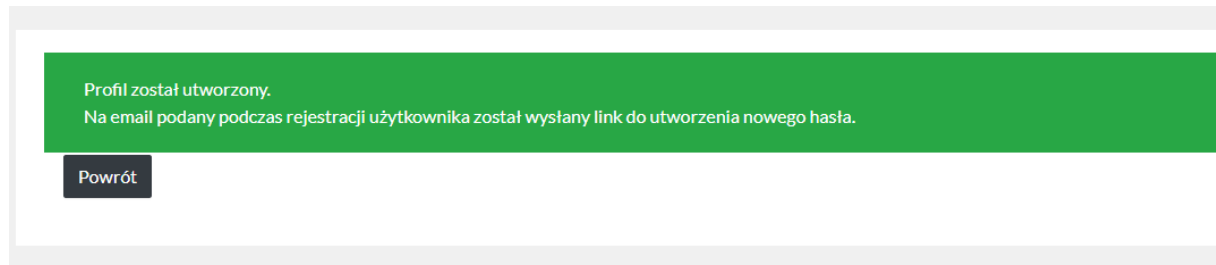 Profil został utworzony.
Na email podany podczas rejestracji użytkownika został wysłany link do utworzenia nowego hasła.
Powrót